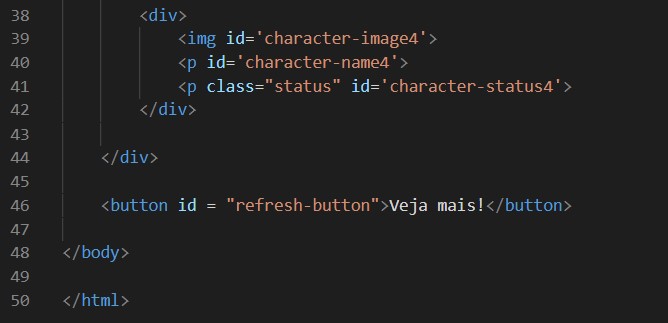 38 <div>
39 <img id='character-image4'>
40 <p id='character-name4'>
41 <p class="status" id='character-status4'>
42 </div>
43
44 </div>
45
46 <button id = "refresh-button">Veja mais!</button>
47
48 </body>
49
50 </html>